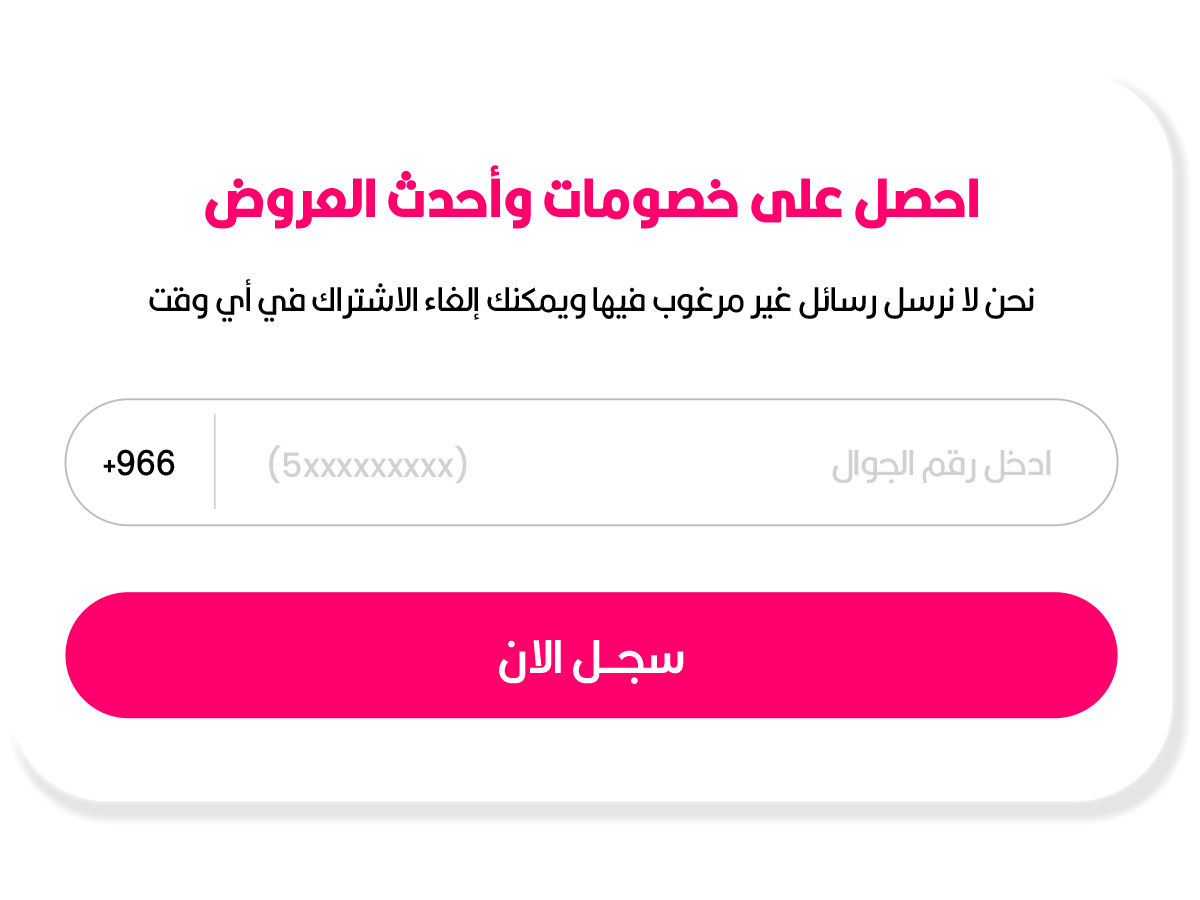 احصل على خصومات وأحدث العروض
نحن لا نرسل رسائل غير مرغوب فيها ويمكنك إلغاء الاشتراك في أي وقت
ادخل رقم الجوال (5xxxxxxxxx) +966
سجـل الان